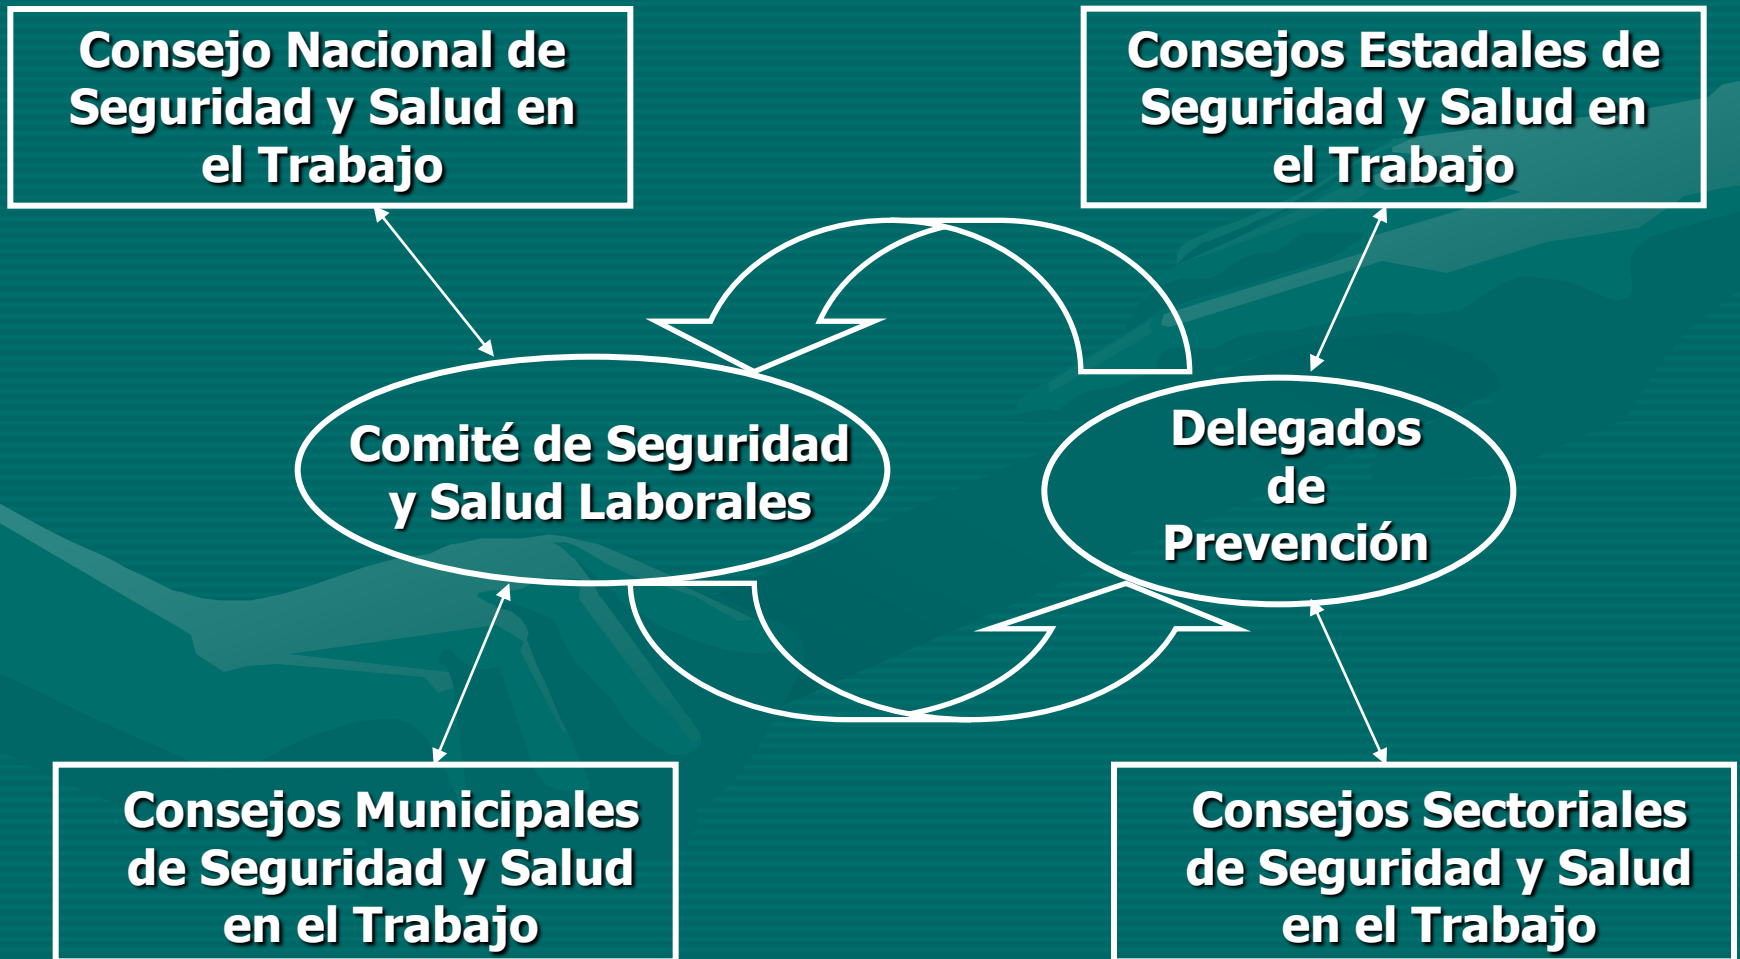 Consejo Nacional de
Seguridad y Salud en
el Trabajo
Consejos Estadales de
Seguridad y Salud en
el Trabajo
Comité de Seguridad
y Salud Laborales
Delegados
de
Prevención
Consejos Municipales
de Seguridad y Salud
en el Trabajo
Consejos Sectoriales
de Seguridad y Salud
en el Trabajo